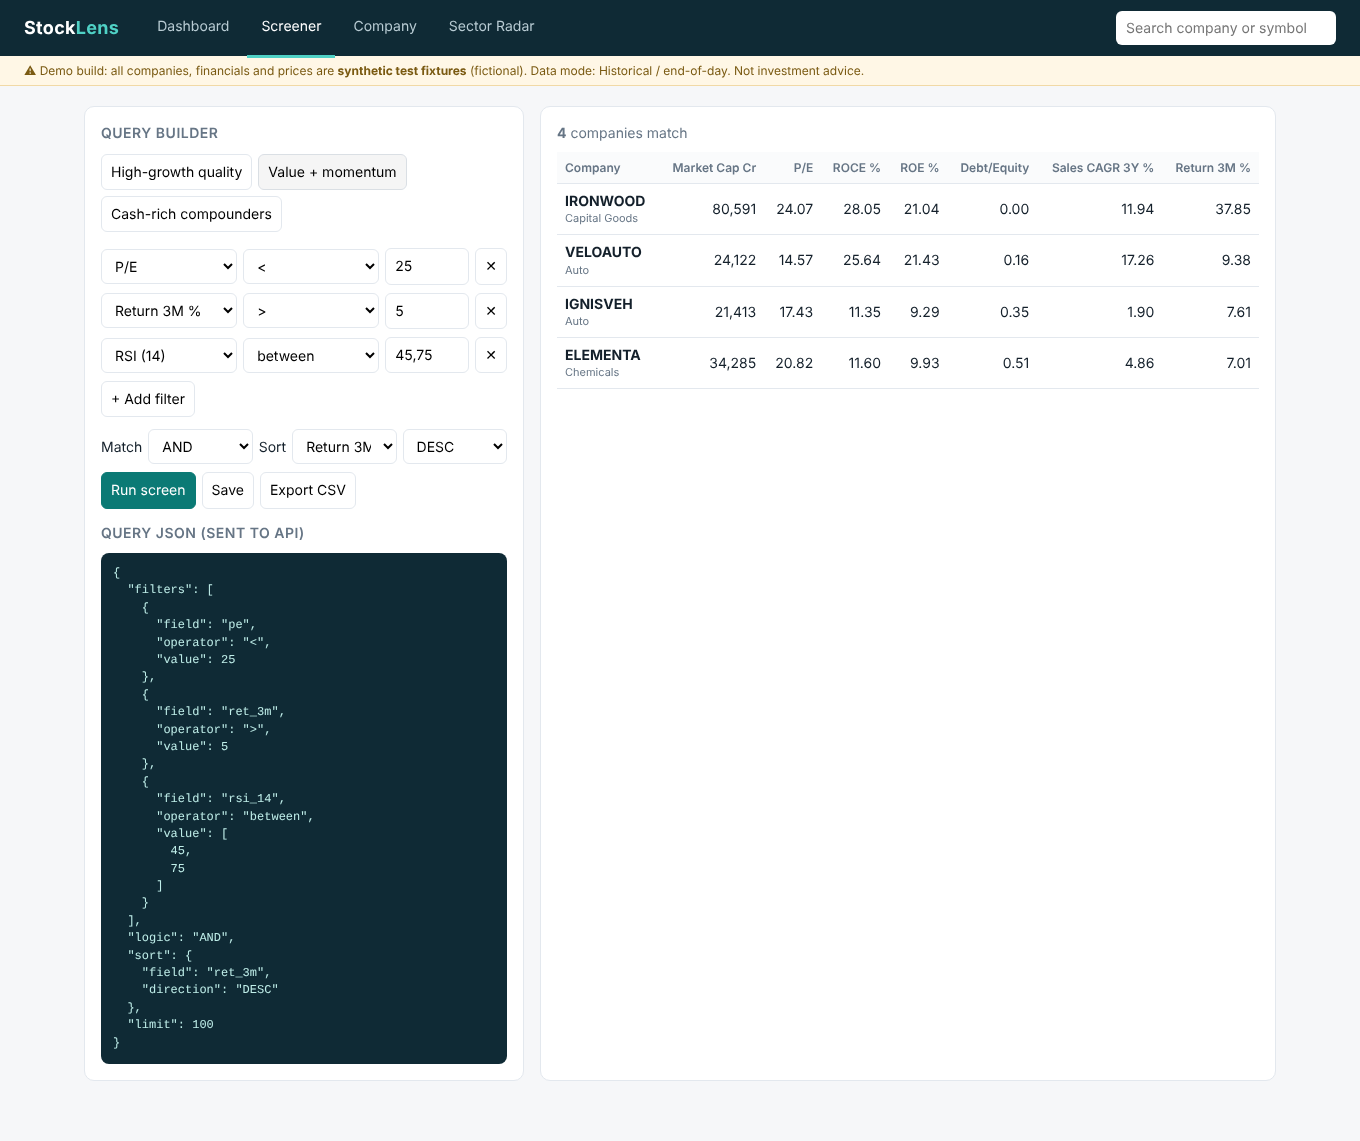 StockLens
Dashboard
Screener
Company
Sector Radar
Search company or symbol
⚠ Demo build: all companies, financials and prices are synthetic test fixtures (fictional). Data mode: Historical / end-of-day. Not investment advice.
QUERY BUILDER
High-growth quality
Value + momentum
Cash-rich compounders
P/E < 25 ✕
Return 3M % > 5 ✕
RSI (14) between 45,75 ✕
+ Add filter
Match AND Sort Return 3M DESC
Run screen
Save
Export CSV
QUERY JSON (SENT TO API)
{
  "filters": [
    {
      "field": "pe",
      "operator": "<",
      "value": 25
    },
    {
      "field": "ret_3m",
      "operator": ">",
      "value": 5
    },
    {
      "field": "rsi_14",
      "operator": "between",
      "value": [
        45,
        75
      ]
    }
  ],
  "logic": "AND",
  "sort": {
    "field": "ret_3m",
    "direction": "DESC"
  },
  "limit": 100
}
4 companies match
Company Market Cap Cr P/E ROCE % ROE % Debt/Equity Sales CAGR 3Y % Return 3M %
IRONWOOD 80,591 24.07 28.05 21.04 0.00 11.94 37.85
Capital Goods
VELOAUTO 24,122 14.57 25.64 21.43 0.16 17.26 9.38
Auto
IGNISVEH 21,413 17.43 11.35 9.29 0.35 1.90 7.61
Auto
ELEMENTA 34,285 20.82 11.60 9.93 0.51 4.86 7.01
Chemicals